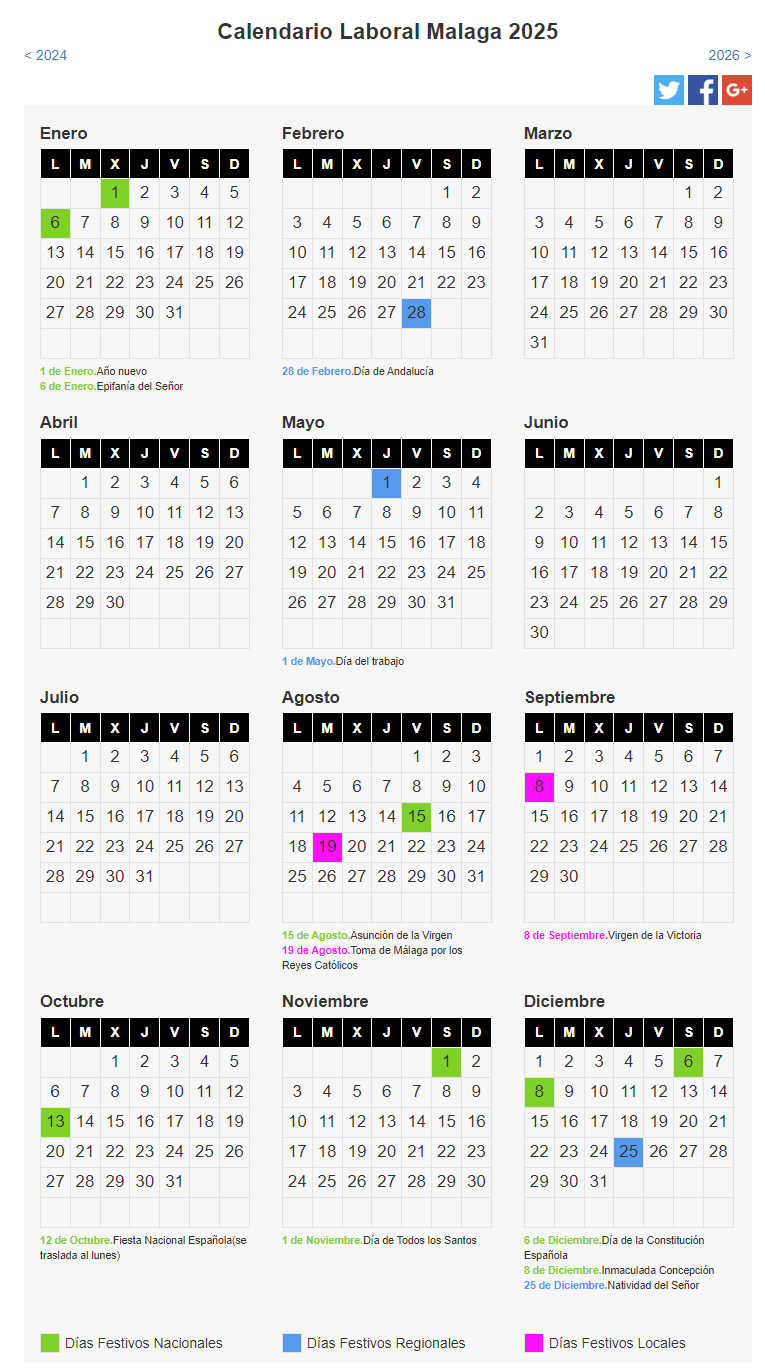 Calendario Laboral Malaga 2025
< 2024 2026 >
G+
Enero Febrero Marzo
L M X J V S D L M X J V S D L M X J V S D
1 2 3 4 5 1 2 1 2
6 7 8 9 10 11 12 3 4 5 6 7 8 9 3 4 5 6 7 8 9
13 14 15 16 17 18 19 10 11 12 13 14 15 16 10 11 12 13 14 15 16
20 21 22 23 24 25 26 17 18 19 20 21 22 23 17 18 19 20 21 22 23
27 28 29 30 31 24 25 26 27 28 24 25 26 27 28 29 30
31
1 de Enero.Año nuevo 28 de Febrero.Día de Andalucía
6 de Enero.Epifanía del Señor
Abril Mayo Junio
L M X J V S D L M X J V S D L M X J V S D
1 2 3 4 5 6 1 2 3 4 1
7 8 9 10 11 12 13 5 6 7 8 9 10 11 2 3 4 5 6 7 8
14 15 16 17 18 19 20 12 13 14 15 16 17 18 9 10 11 12 13 14 15
21 22 23 24 25 26 27 19 20 21 22 23 24 25 16 17 18 19 20 21 22
28 29 30 26 27 28 29 30 31 23 24 25 26 27 28 29
30
1 de Mayo.Día del trabajo
Julio Agosto Septiembre
L M X J V S D L M X J V S D L M X J V S D
1 2 3 4 5 6 1 2 3 1 2 3 4 5 6 7
7 8 9 10 11 12 13 4 5 6 7 8 9 10 8 9 10 11 12 13 14
14 15 16 17 18 19 20 11 12 13 14 15 16 17 15 16 17 18 19 20 21
21 22 23 24 25 26 27 18 19 20 21 22 23 24 22 23 24 25 26 27 28
28 29 30 31 25 26 27 28 29 30 31 29 30
15 de Agosto.Asunción de la Virgen 8 de Septiembre.Virgen de la Victoria
19 de Agosto.Toma de Málaga por los
Reyes Católicos
Octubre Noviembre Diciembre
L M X J V S D L M X J V S D L M X J V S D
1 2 3 4 5 1 2 1 2 3 4 5 6 7
6 7 8 9 10 11 12 3 4 5 6 7 8 9 8 9 10 11 12 13 14
13 14 15 16 17 18 19 10 11 12 13 14 15 16 15 16 17 18 19 20 21
20 21 22 23 24 25 26 17 18 19 20 21 22 23 22 23 24 25 26 27 28
27 28 29 30 31 24 25 26 27 28 29 30 29 30 31
12 de Octubre.Fiesta Nacional Española(se 1 de Noviembre.Día de Todos los Santos 6 de Diciembre.Día de la Constitución
traslada al lunes) Española
8 de Diciembre.Inmaculada Concepción
25 de Diciembre.Natividad del Señor
Días Festivos Nacionales Días Festivos Regionales Días Festivos Locales